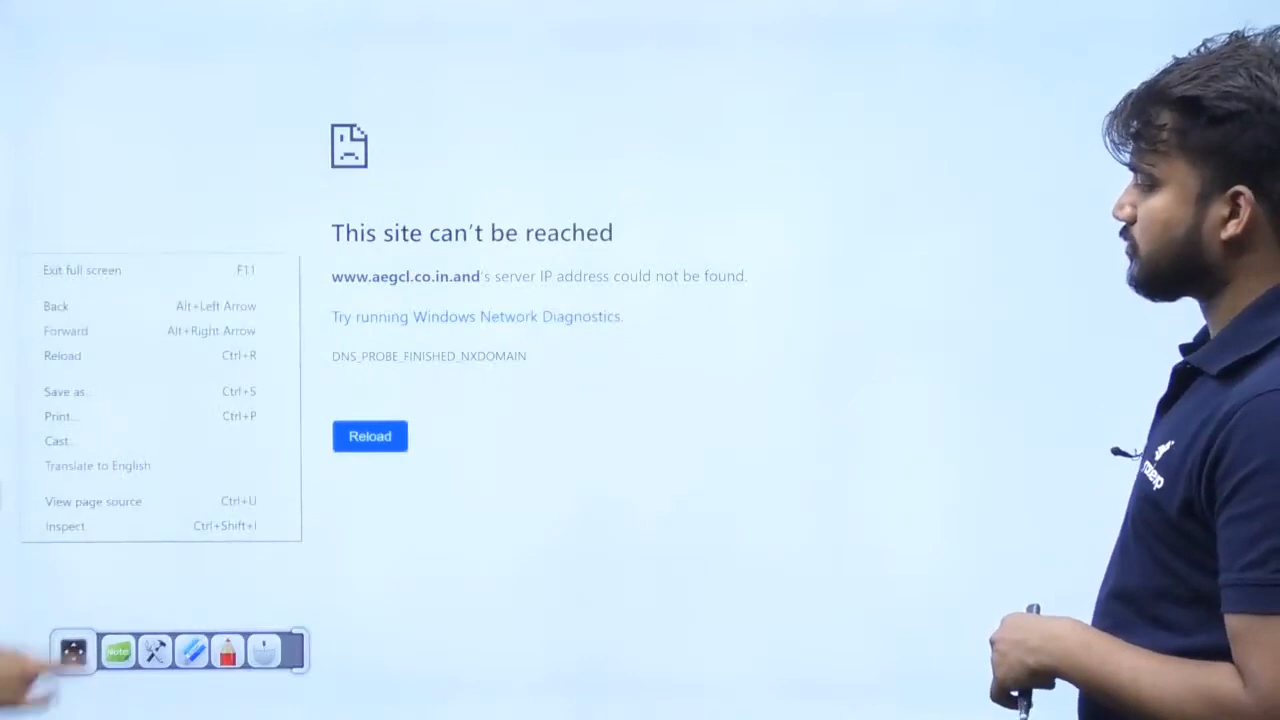 This site can't be reached
www.aegcl.co.in.and's server IP address could not be found.
Try running Windows Network Diagnostics.
DNS_PROBE_FINISHED_NXDOMAIN
Reload
Exit full screen F11
Back Alt+Left Arrow
Forward Alt+Right Arrow
Reload Ctrl+R
Save as... Ctrl+S
Print... Ctrl+P
Cast...
Translate to English
View page source Ctrl+U
Inspect Ctrl+Shift+I
Note